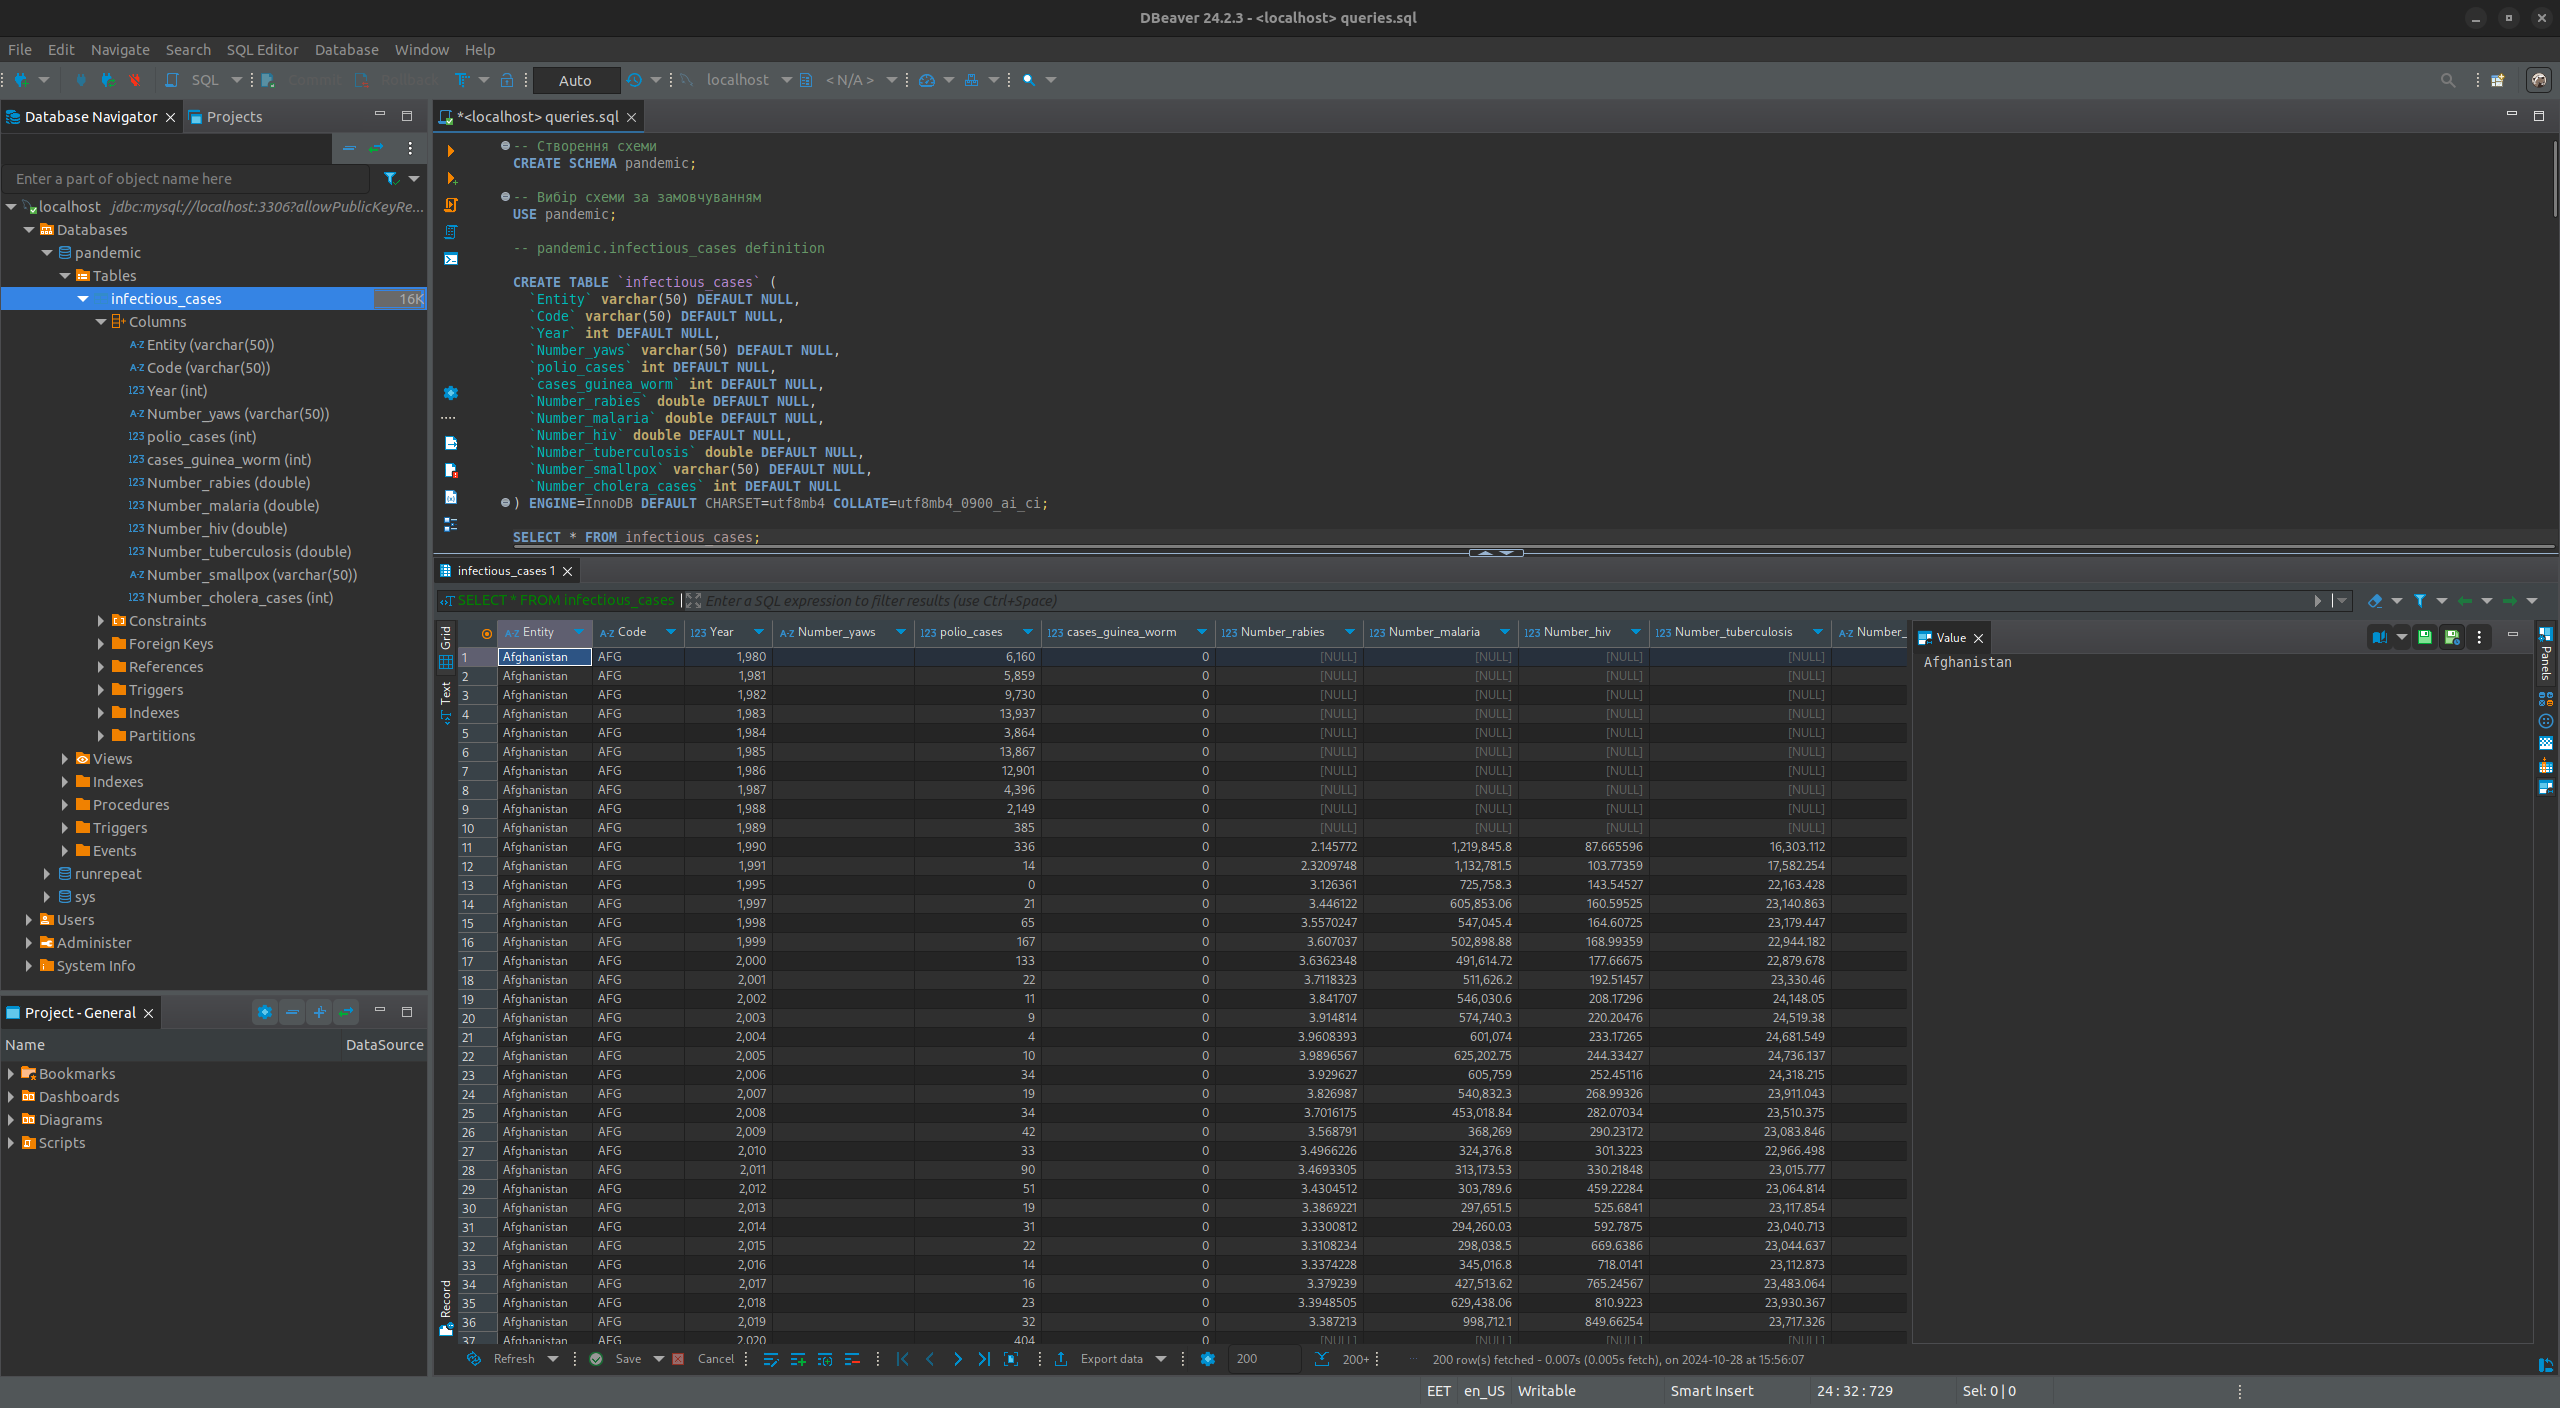 DBeaver 24.2.3 - <localhost> queries.sql
File Edit Navigate Search SQL Editor Database Window Help
SQL Commit Rollback Auto localhost < N/A >
Database Navigator Projects
Enter a part of object name here
localhost jdbc:mysql://localhost:3306?allowPublicKeyRe...
Databases
pandemic
Tables
infectious_cases 16K
Columns
Entity (varchar(50))
Code (varchar(50))
Year (int)
Number_yaws (varchar(50))
polio_cases (int)
cases_guinea_worm (int)
Number_rabies (double)
Number_malaria (double)
Number_hiv (double)
Number_tuberculosis (double)
Number_smallpox (varchar(50))
Number_cholera_cases (int)
Constraints
Foreign Keys
References
Triggers
Indexes
Partitions
Views
Indexes
Procedures
Triggers
Events
runrepeat
sys
Users
Administer
System Info
Project - General
Name DataSource
Bookmarks
Dashboards
Diagrams
Scripts
*<localhost> queries.sql
-- Створення схеми
CREATE SCHEMA pandemic;
-- Вибір схеми за замовчуванням
USE pandemic;
-- pandemic.infectious_cases definition
CREATE TABLE `infectious_cases` (
`Entity` varchar(50) DEFAULT NULL,
`Code` varchar(50) DEFAULT NULL,
`Year` int DEFAULT NULL,
`Number_yaws` varchar(50) DEFAULT NULL,
`polio_cases` int DEFAULT NULL,
`cases_guinea_worm` int DEFAULT NULL,
`Number_rabies` double DEFAULT NULL,
`Number_malaria` double DEFAULT NULL,
`Number_hiv` double DEFAULT NULL,
`Number_tuberculosis` double DEFAULT NULL,
`Number_smallpox` varchar(50) DEFAULT NULL,
`Number_cholera_cases` int DEFAULT NULL
) ENGINE=InnoDB DEFAULT CHARSET=utf8mb4 COLLATE=utf8mb4_0900_ai_ci;
SELECT * FROM infectious_cases;
infectious_cases 1
SELECT * FROM infectious_cases Enter a SQL expression to filter results (use Ctrl+Space)
Grid
Text
Record
Entity Code Year Number_yaws polio_cases cases_guinea_worm Number_rabies Number_malaria Number_hiv Number_tuberculosis Number_
1 Afghanistan AFG 1,980 6,160 0 [NULL] [NULL] [NULL] [NULL]
2 Afghanistan AFG 1,981 5,859 0 [NULL] [NULL] [NULL] [NULL]
3 Afghanistan AFG 1,982 9,730 0 [NULL] [NULL] [NULL] [NULL]
4 Afghanistan AFG 1,983 13,937 0 [NULL] [NULL] [NULL] [NULL]
5 Afghanistan AFG 1,984 3,864 0 [NULL] [NULL] [NULL] [NULL]
6 Afghanistan AFG 1,985 13,867 0 [NULL] [NULL] [NULL] [NULL]
7 Afghanistan AFG 1,986 12,901 0 [NULL] [NULL] [NULL] [NULL]
8 Afghanistan AFG 1,987 4,396 0 [NULL] [NULL] [NULL] [NULL]
9 Afghanistan AFG 1,988 2,149 0 [NULL] [NULL] [NULL] [NULL]
10 Afghanistan AFG 1,989 385 0 [NULL] [NULL] [NULL] [NULL]
11 Afghanistan AFG 1,990 336 0 2.145772 1,219,845.8 87.665596 16,303.112
12 Afghanistan AFG 1,991 14 0 2.3209748 1,132,781.5 103.77359 17,582.254
13 Afghanistan AFG 1,995 0 0 3.126361 725,758.3 143.54527 22,163.428
14 Afghanistan AFG 1,997 21 0 3.446122 605,853.06 160.59525 23,140.863
15 Afghanistan AFG 1,998 65 0 3.5570247 547,045.4 164.60725 23,179.447
16 Afghanistan AFG 1,999 167 0 3.607037 502,898.88 168.99359 22,944.182
17 Afghanistan AFG 2,000 133 0 3.6362348 491,614.72 177.66675 22,879.678
18 Afghanistan AFG 2,001 22 0 3.7118323 511,626.2 192.51457 23,330.46
19 Afghanistan AFG 2,002 11 0 3.841707 546,030.6 208.17296 24,148.05
20 Afghanistan AFG 2,003 9 0 3.914814 574,740.3 220.20476 24,519.38
21 Afghanistan AFG 2,004 4 0 3.9608393 601,074 233.17265 24,681.549
22 Afghanistan AFG 2,005 10 0 3.9896567 625,202.75 244.33427 24,736.137
23 Afghanistan AFG 2,006 34 0 3.929627 605,759 252.45116 24,318.215
24 Afghanistan AFG 2,007 19 0 3.826987 540,832.3 268.99326 23,911.043
25 Afghanistan AFG 2,008 34 0 3.7016175 453,018.84 282.07034 23,510.375
26 Afghanistan AFG 2,009 42 0 3.568791 368,269 290.23172 23,083.846
27 Afghanistan AFG 2,010 33 0 3.4966226 324,376.8 301.3223 22,966.498
28 Afghanistan AFG 2,011 90 0 3.4693305 313,173.53 330.21848 23,015.777
29 Afghanistan AFG 2,012 51 0 3.4304512 303,789.6 459.22284 23,064.814
30 Afghanistan AFG 2,013 19 0 3.3869221 297,651.5 525.6841 23,117.854
31 Afghanistan AFG 2,014 31 0 3.3300812 294,260.03 592.7875 23,040.713
32 Afghanistan AFG 2,015 22 0 3.3108234 298,038.5 669.6386 23,044.637
33 Afghanistan AFG 2,016 14 0 3.3374228 345,016.8 718.0141 23,112.873
34 Afghanistan AFG 2,017 16 0 3.379239 427,513.62 765.24567 23,483.064
35 Afghanistan AFG 2,018 23 0 3.3948505 629,438.06 810.9223 23,930.367
36 Afghanistan AFG 2,019 32 0 3.387213 998,712.1 849.66254 23,717.326
37 Afghanistan AFG 2,020 404 0 [NULL] [NULL] [NULL] [NULL]
Value
Afghanistan
Panels
Refresh Save Cancel Export data 200 200+ 200 row(s) fetched - 0.007s (0.005s fetch), on 2024-10-28 at 15:56:07
EET en_US Writable Smart Insert 24 : 32 : 729 Sel: 0 | 0